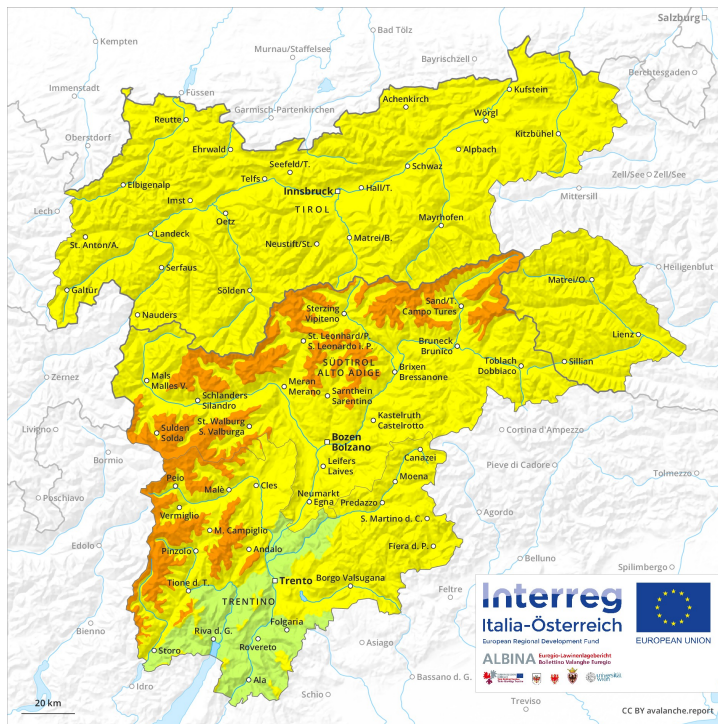 Salzburg
Bad Tölz
Kempten
Murnau/Staffelsee
Bayrischzell
Berchtesgaden
Immenstadt
Füssen
Kufstein
Achenkirch
Garmisch-Partenkirchen
Wörgl
Reutte
Kitzbühel
Oberstdorf
Ehrwald
Alpbach
Seefeld/T.
Schwaz
Zell/See
Zell/See
Telfs
Elbigenalp
Innsbruck
Hall/T.
Mittersill
Imst
TIROL
Lech
Oetz
Mayrhofen
Landeck
Matrei/B.
St. Anton/A.
Neustift/St.
Serfaus
Heiligenblut
Matrei/O.
Galtür
Sölden
Sand/T.
Campo Tures
Nauders
Sterzing
Vipiteno
Lienz
St. Leonhard/P.
S. Leonardo i. P.
Bruneck
Brunico
Toblach
Dobbiaco
Sillian
SÜDTIROL
ALTO ADIGE
Brixen
Bressanone
Zernez
Mals
Malles V.
Meran
Merano
Sarnthein
Sarentino
Schlanders
Silandro
Kastelruth
Castelrotto
Livigno
Sulden
Solda
St. Walburg
S. Valburga
Cortina d'Ampezzo
Bozen
Bolzano
Bormio
Canazei
Pieve di Cadore
Leifers
Laives
Tolmezzo
Peio
Malè
Cles
Moena
Poschiavo
Neumarkt
Egna
Predazzo
Vermiglio
Agordo
S. Martino d. C.
M. Campiglio
Edolo
Pinzolo
Andalo
Fiera d. P.
Belluno
Spilimbergo
Tione d. T.
Trento
Borgo Valsugana
Feltre
TRENTINO
Bienno
Folgaria
Riva d. G.
Rovereto
Asiago
Storo
Ala
Bassano d. G.
Idro
Schio
Treviso
20 km
Interreg
Italia-Österreich
European Regional Development Fund
EUROPEAN UNION
ALBINA
Euregio-Lawinenlagebericht
Bollettino Valanghe Euregio
CC BY avalanche.report